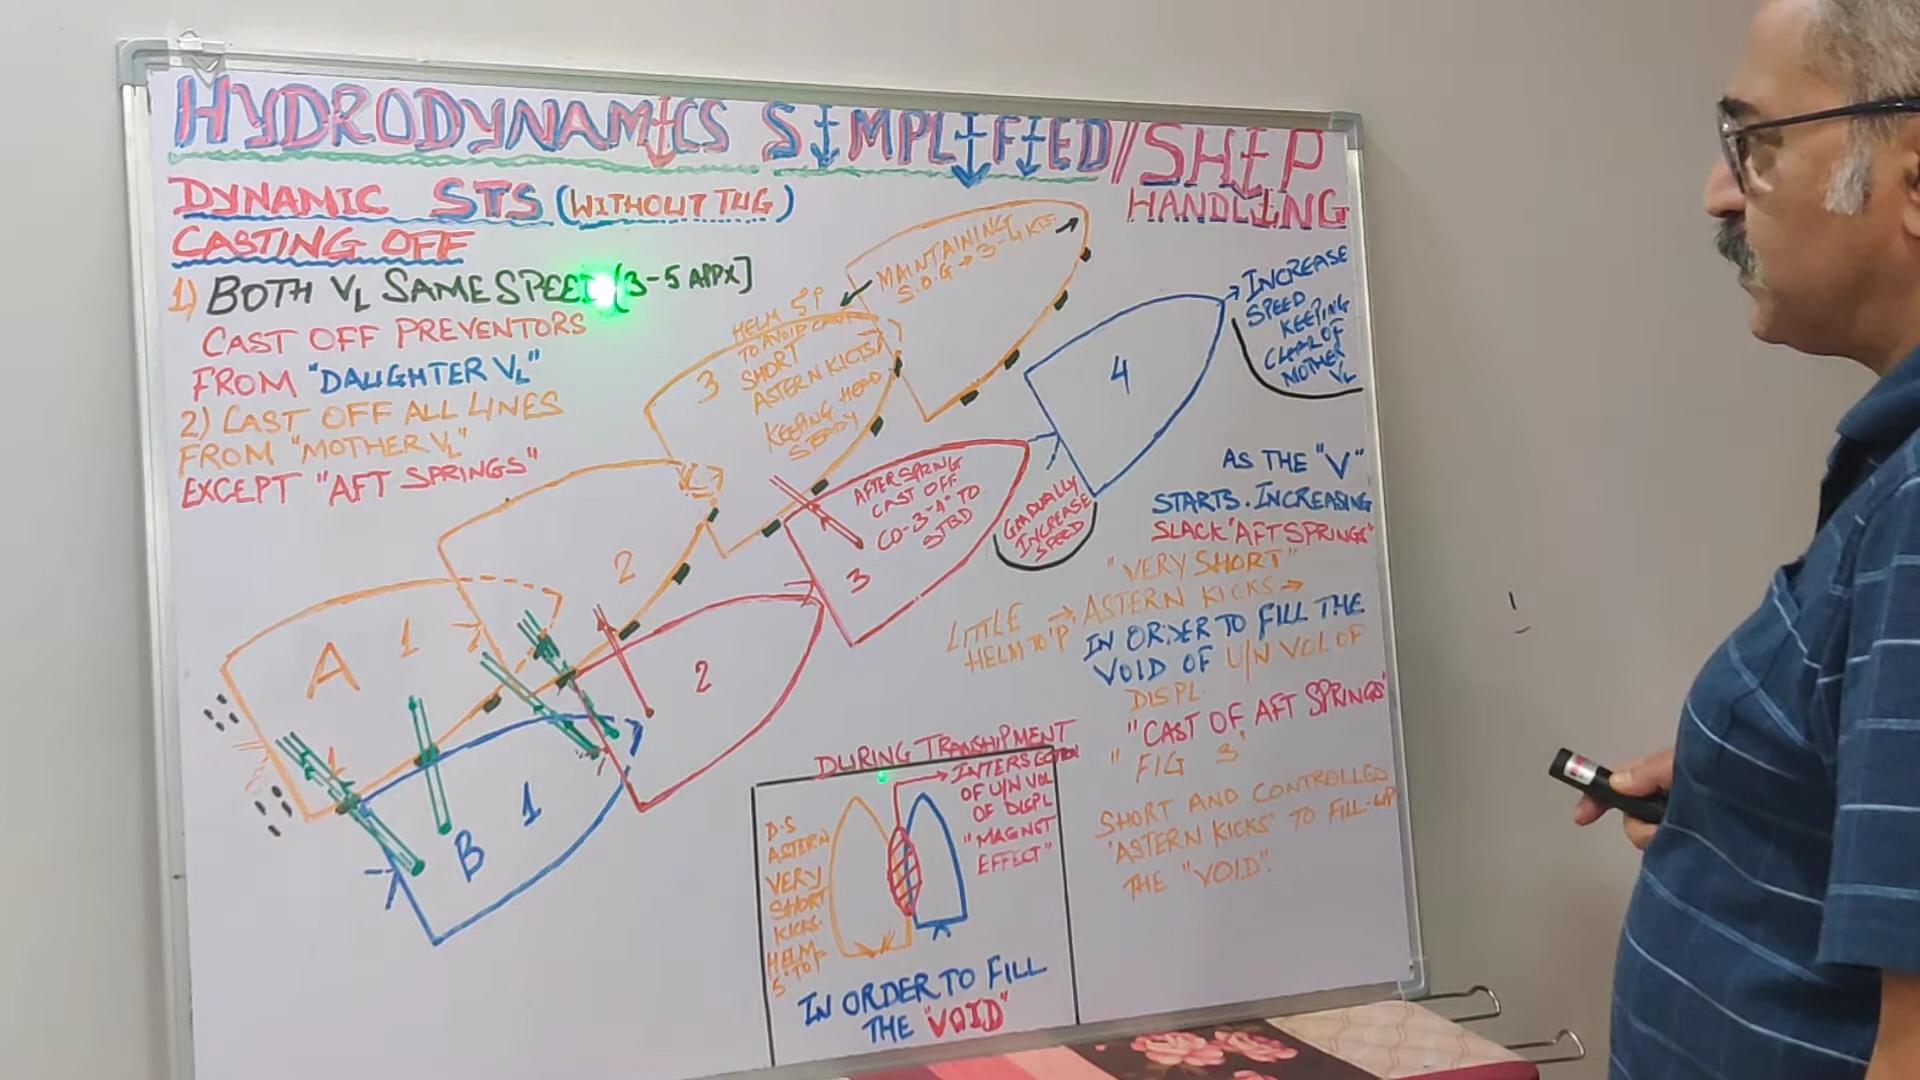 HYDRODYNAMICS SIMPLIFIED // SHIP
HANDLING
DYNAMIC STS (WITHOUT TUG)
CASTING OFF
1) BOTH VL SAME SPEED [3-5 APPX]
CAST OFF PREVENTORS
FROM "DAUGHTER VL"
2) CAST OFF ALL LINES
FROM "MOTHER VL"
EXCEPT "AFT SPRINGS"
MAINTAINING
S.O.G → 3-4 KTS.
HELM 5°P
TO AVOID
SHORT
ASTERN KICTS
KEEPING HEAD
STEADY
3
2
A 1
1
B 1
2
AFTER SPRING
CAST OFF
CO-3-4° TO
STBD
3
GRADUALLY
INCREASE
SPEED
4
INCREASE
SPEED
KEEPING
CLEAR OF
MOTHER
VL
AS THE "V"
STARTS. INCREASING
SLACK "AFT SPRINGS"
"VERY SHORT"
LITTLE → ASTERN KICKS →
HELM TO 'P'
IN ORDER TO FILL THE
VOID OF U/N VOL OF
DISPL.
"CAST OF AFT SPRINGS"
"FIG 3"
SHORT AND CONTROLLED
"ASTERN KICKS" TO FILL-UP
THE "VOID".
DURING TRANSHIPMENT
INTERSECTION
OF U/N VOL
OF DISPL
"MAGNET
EFFECT"
D.S
ASTERN
VERY
SHORT
KICKS.
HELM
5° TO P
IN ORDER TO FILL
THE "VOID"